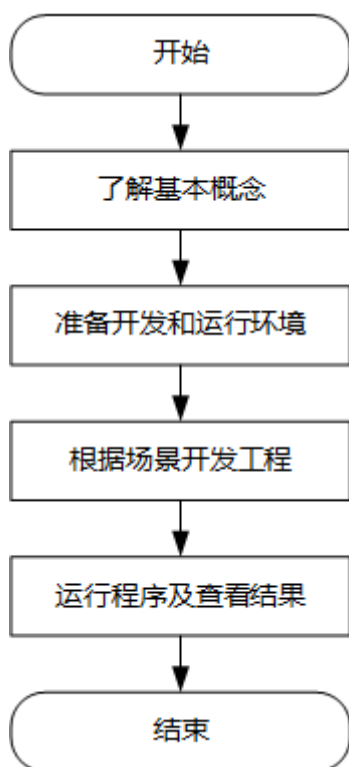 开始
了解基本概念
准备开发和运行环境
根据场景开发工程
运行程序及查看结果
结束